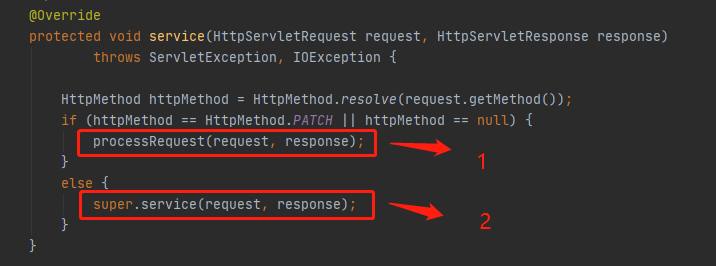 @Override
protected void service(HttpServletRequest request, HttpServletResponse response)
throws ServletException, IOException {
HttpMethod httpMethod = HttpMethod.resolve(request.getMethod());
if (httpMethod == HttpMethod.PATCH || httpMethod == null) {
processRequest(request, response);
1
}
else {
super.service(request, response);
2
}
}